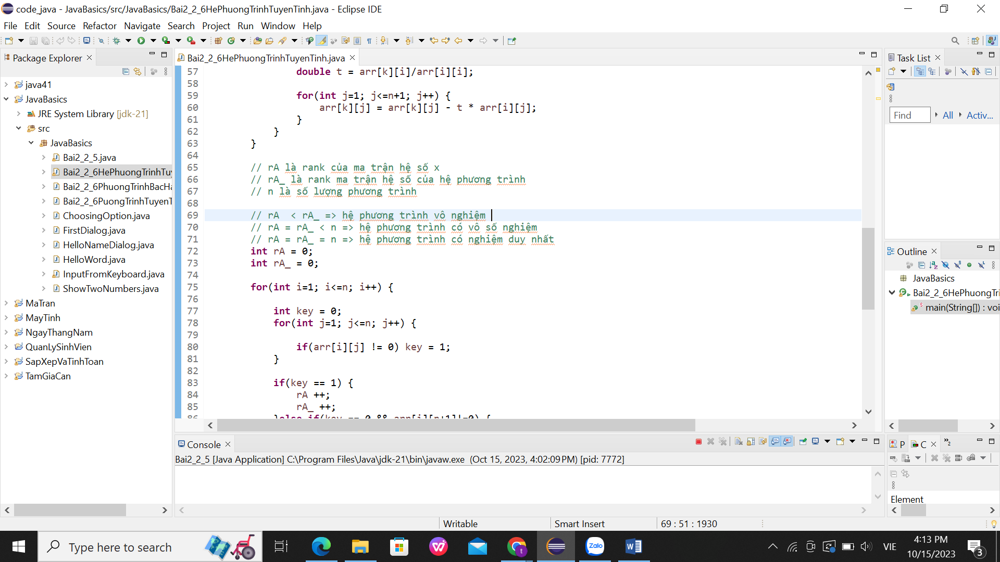 code_java - JavaBasics/src/JavaBasics/Bai2_2_6HePhuongTrinhTuyenTinh.java - Eclipse IDE
File Edit Source Refactor Navigate Search Project Run Window Help
Package Explorer
java41
JavaBasics
JRE System Library [jdk-21]
src
JavaBasics
Bai2_2_5.java
Bai2_2_6HePhuongTrinhTuy
Bai2_2_6PhuongTrinhBacHa
Bai2_2_6PuongTrinhTuyenT
ChoosingOption.java
FirstDialog.java
HelloNameDialog.java
HelloWord.java
InputFromKeyboard.java
ShowTwoNumbers.java
MaTran
MayTinh
NgayThangNam
QuanLySinhVien
SapXepVaTinhToan
TamGiaCan
Bai2_2_6HePhuongTrinhTuyenTinh.java
57 double t = arr[k][i]/arr[i][i];
58
59 for(int j=1; j<=n+1; j++) {
60 arr[k][j] = arr[k][j] - t * arr[i][j];
61 }
62 }
63 }
64
65 // rA là rank của ma trận hệ số x
66 // rA_ là rank ma trận hệ số của hệ phương trình
67 // n là số lượng phương trình
68
69 // rA  < rA_ => hệ phương trình vô nghiệm
70 // rA = rA_ < n => hệ phương trình có vô số nghiệm
71 // rA = rA_ = n => hệ phương trình có nghiệm duy nhất
72 int rA = 0;
73 int rA_ = 0;
74
75 for(int i=1; i<=n; i++) {
76
77 int key = 0;
78 for(int j=1; j<=n; j++) {
79
80 if(arr[i][j] != 0) key = 1;
81 }
82
83 if(key == 1) {
84 rA ++;
85 rA_ ++;
86 }else if(key == 0 && arr[i][n+1]!=0) {
Task List
Find All Activ...
Outline
JavaBasics
Bai2_2_6HePhuongTri
main(String[]) : voi
Console
Bai2_2_5 [Java Application] C:\Program Files\Java\jdk-21\bin\javaw.exe (Oct 15, 2023, 4:02:09 PM) [pid: 7772]
P C 2
Element
Writable Smart Insert 69 : 51 : 1930
Type here to search
Zalo
VIE
4:13 PM
10/15/2023
3